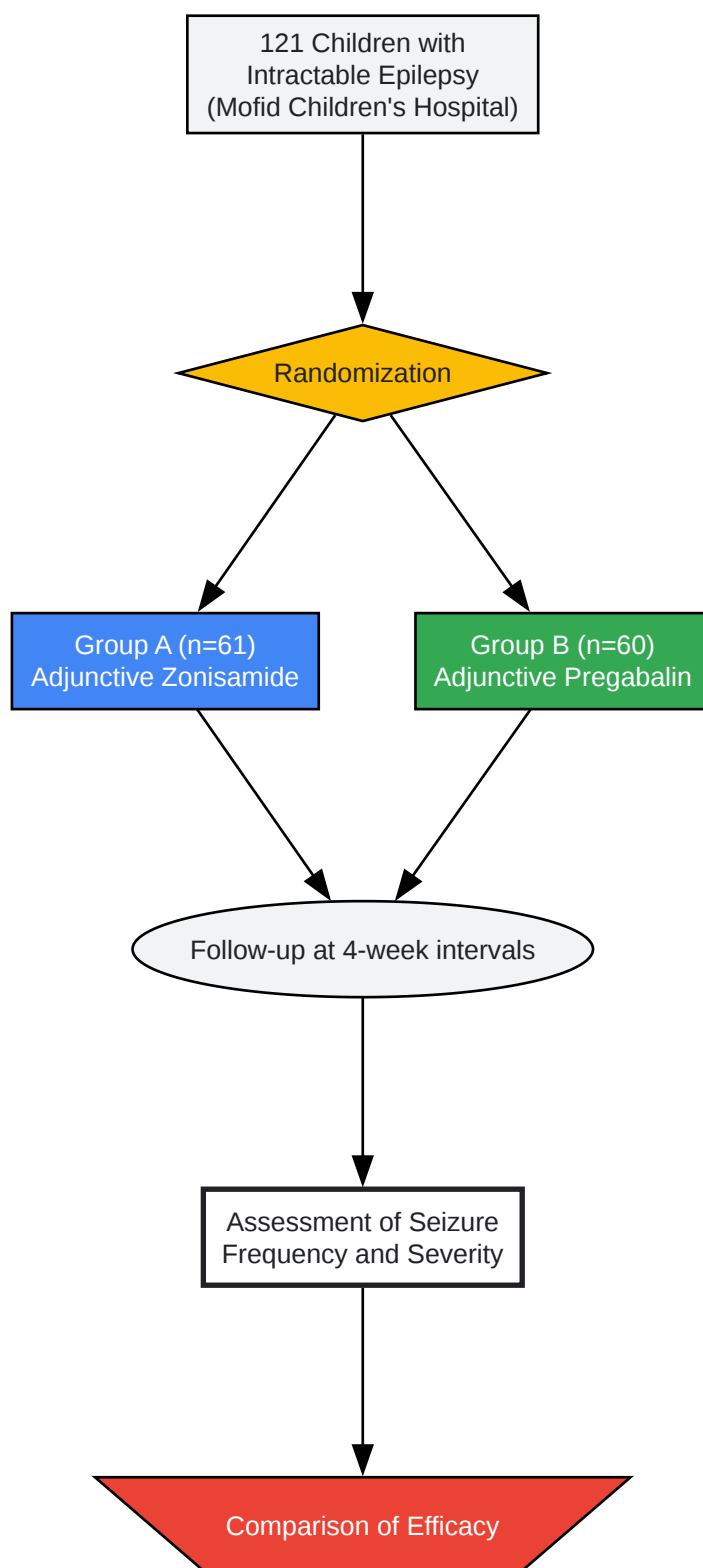 121 Children with
Intractable Epilepsy
(Mofid Children's Hospital)
Randomization
Group A (n=61)
Adjunctive Zonisamide
Group B (n=60)
Adjunctive Pregabalin
Follow-up at 4-week intervals
Assessment of Seizure
Frequency and Severity
Comparison of Efficacy